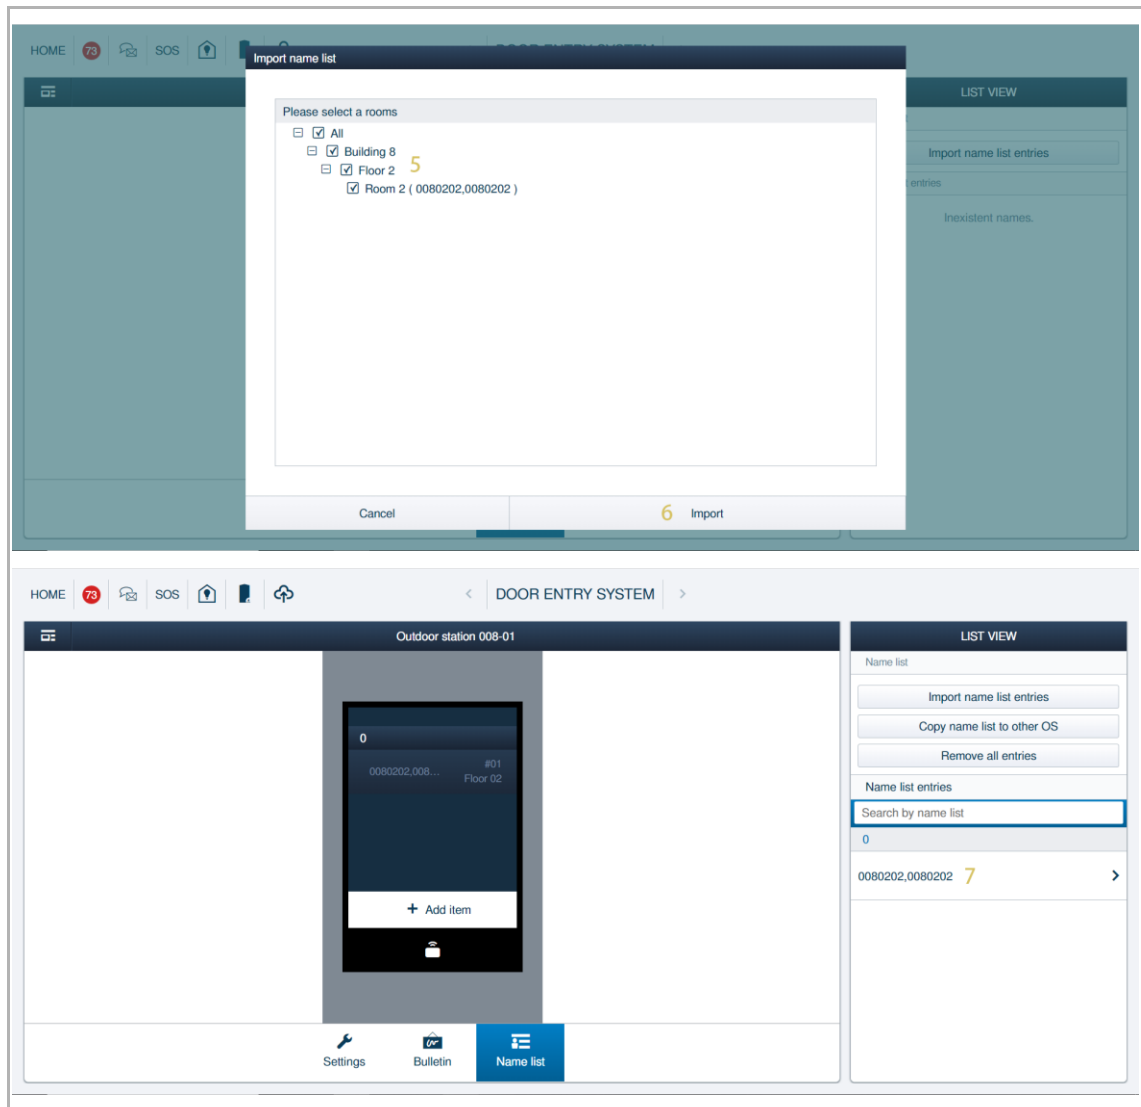 HOME 73 SOS DOOR ENTRY SYSTEM
Import name list
LIST VIEW
Please select a rooms
All
Building 8
5
Floor 2
Room 2 ( 0080202,0080202 )
Import name list entries
entries
Inexistent names.
Cancel
6 Import
HOME 73 SOS < DOOR ENTRY SYSTEM >
Outdoor station 008-01
0
0080202,008... #01
Floor 02
+ Add item
Settings Bulletin Name list
LIST VIEW
Name list
Import name list entries
Copy name list to other OS
Remove all entries
Name list entries
Search by name list
0
0080202,0080202 7 >